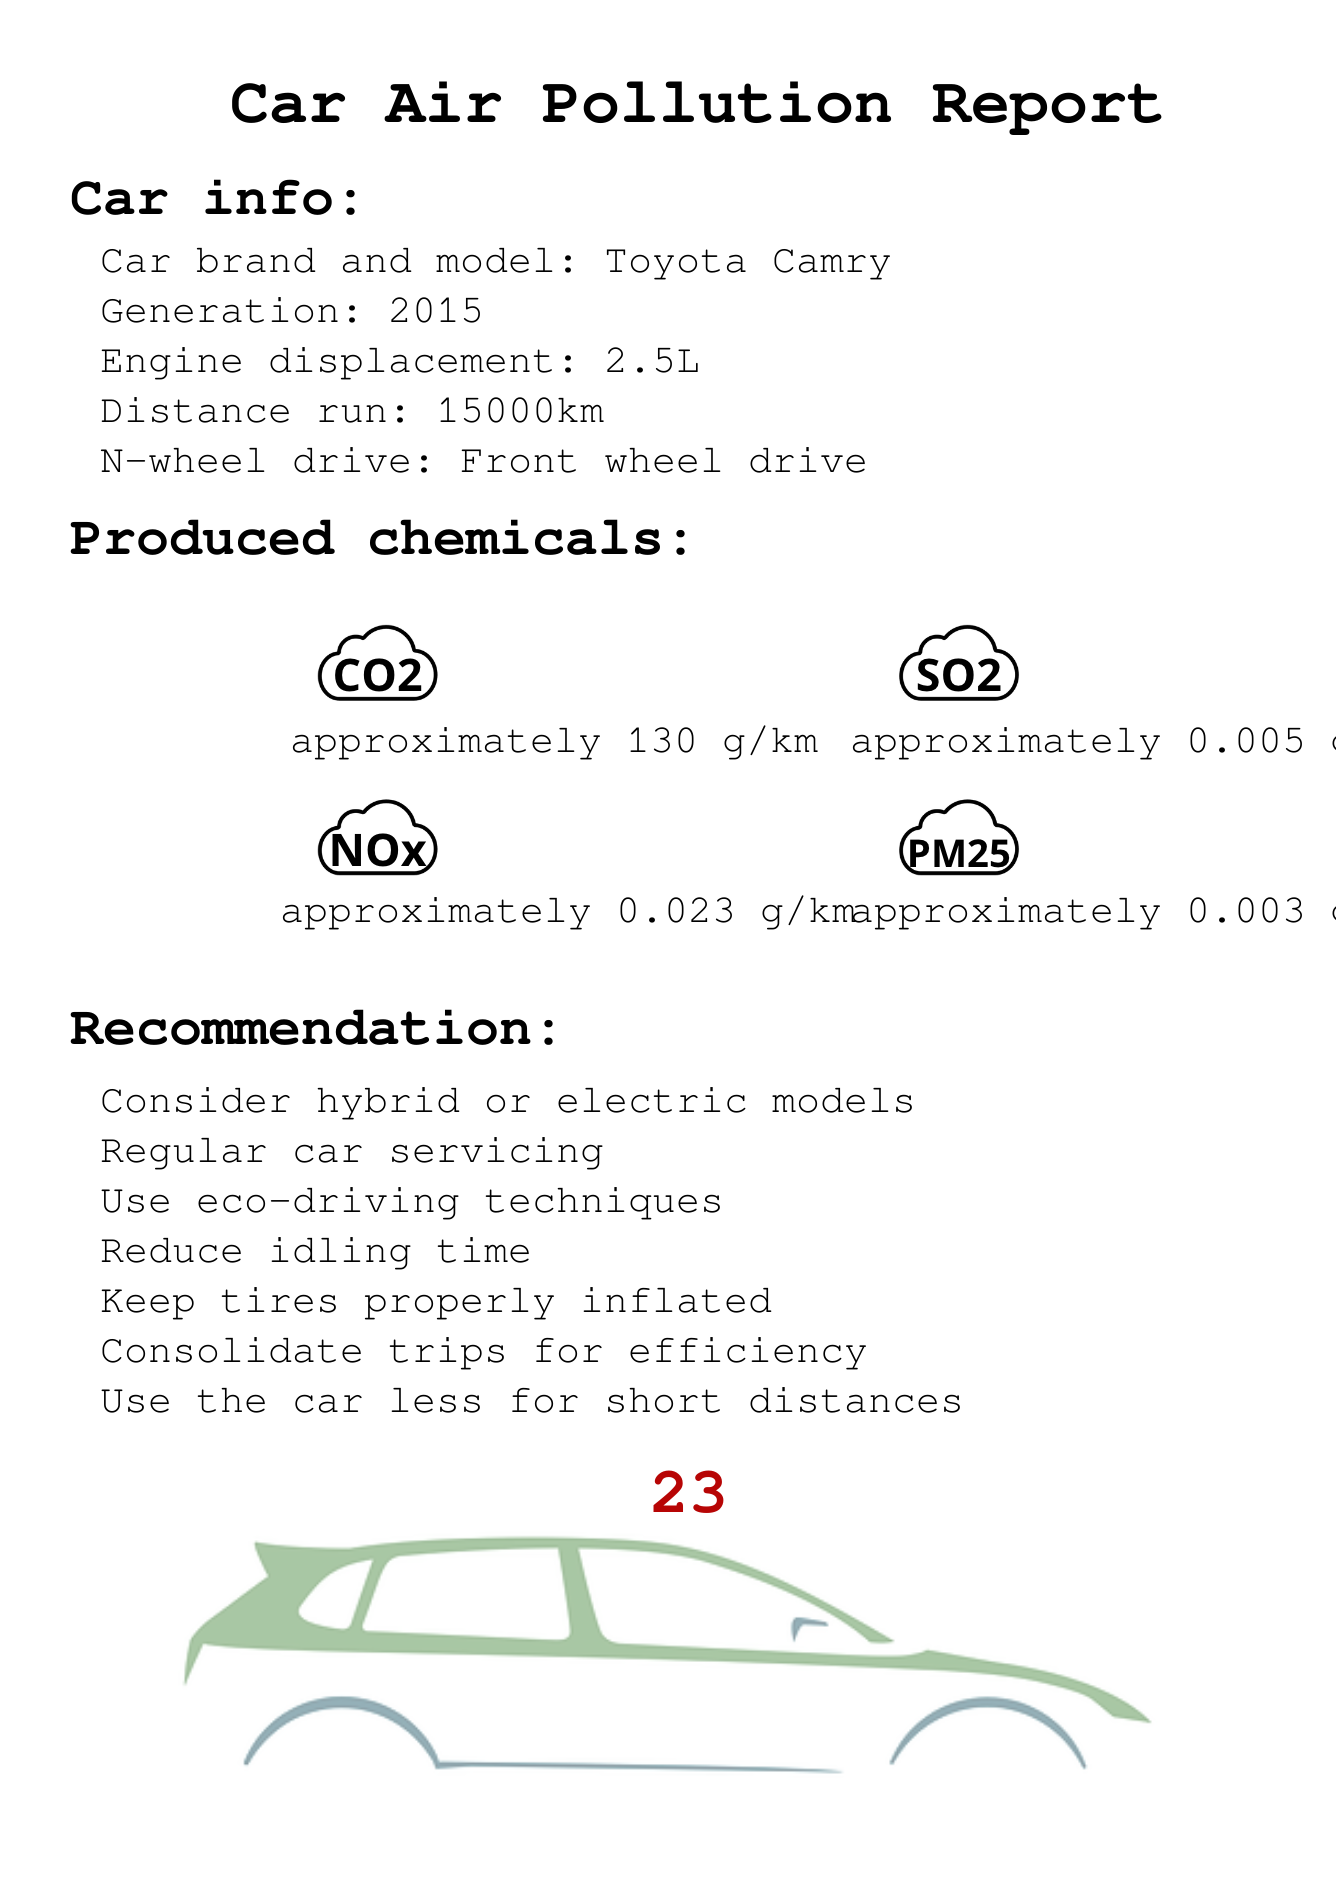 Car Air Pollution Report
Car info:
Car brand and model: Toyota Camry
Generation: 2015
Engine displacement: 2.5L
Distance run: 15000km
N-wheel drive: Front wheel drive
Produced chemicals:
CO2 SO2
approximately 130 g/km approximately 0.005
NOx PM25
approximately 0.023 g/km approximately 0.003
Recommendation:
Consider hybrid or electric models
Regular car servicing
Use eco-driving techniques
Reduce idling time
Keep tires properly inflated
Consolidate trips for efficiency
Use the car less for short distances
23